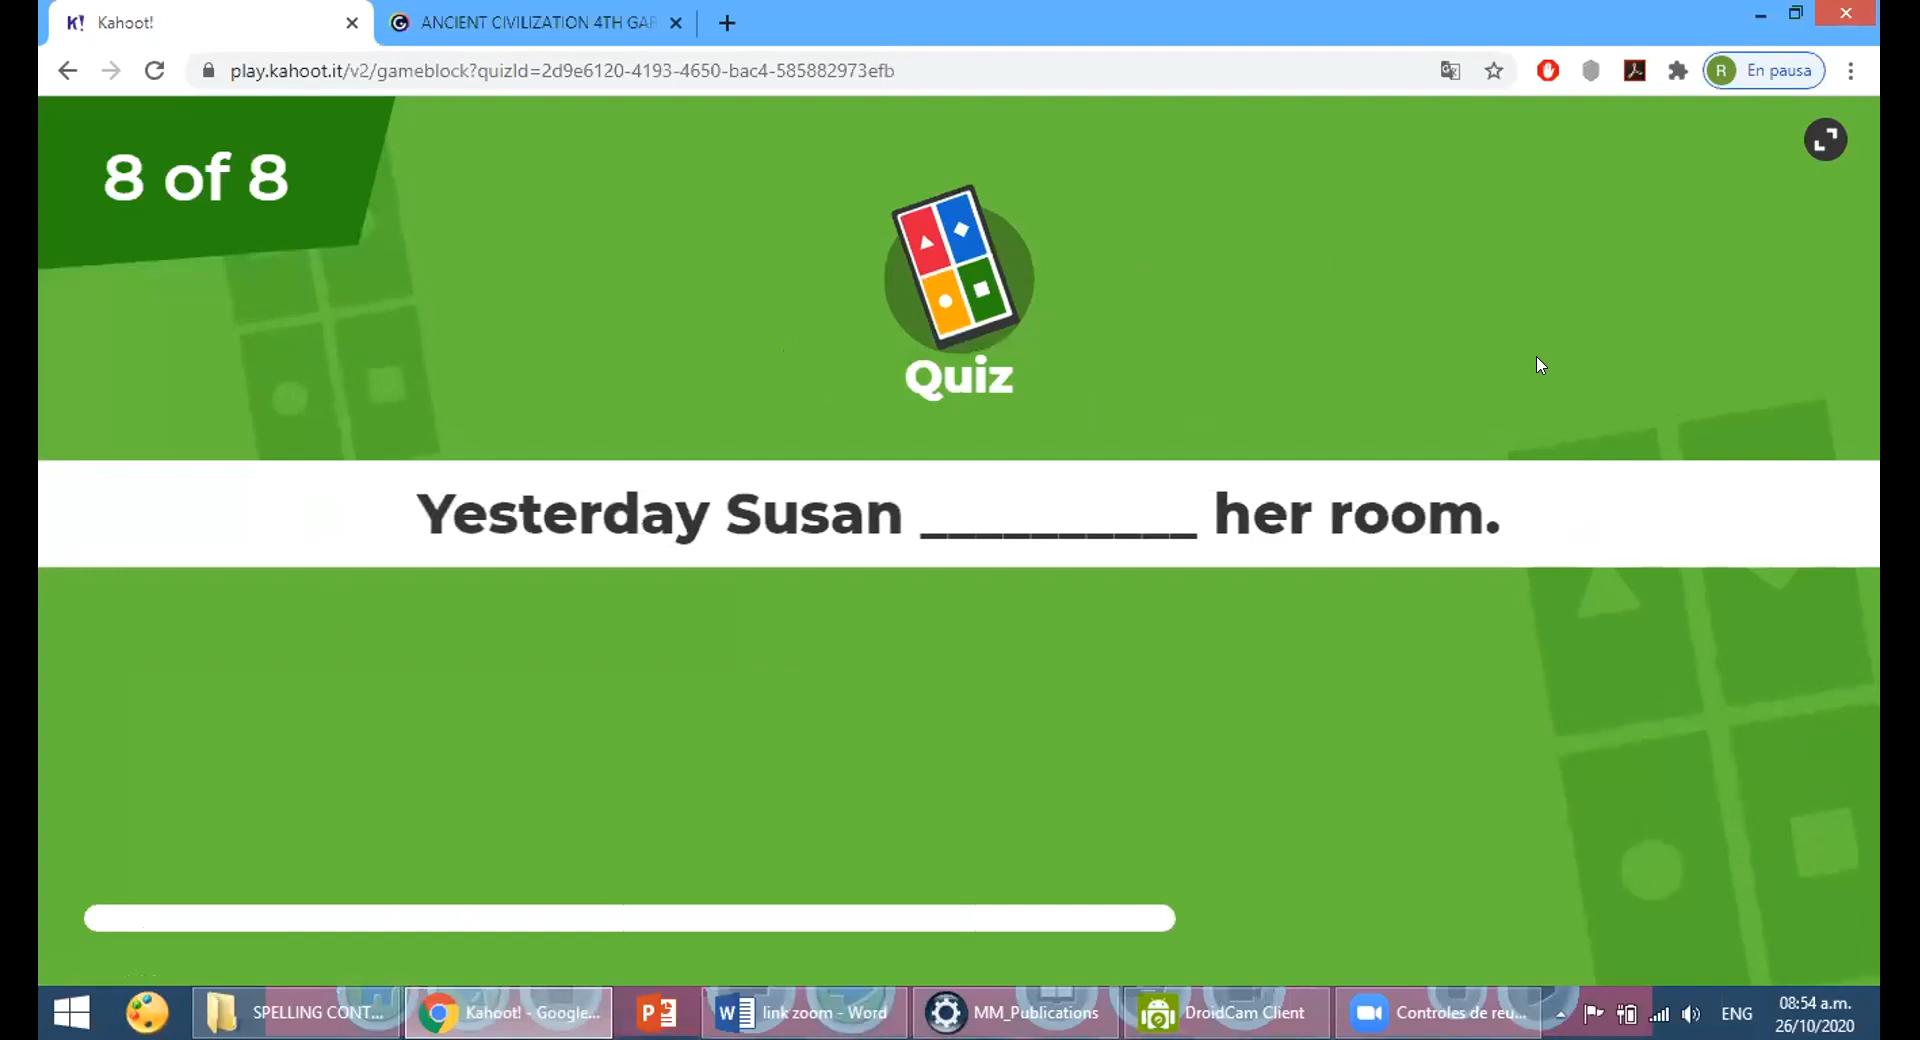 K! Kahoot!
ANCIENT CIVILIZATION 4TH GAR
play.kahoot.it/v2/gameblock?quizId=2d9e6120-4193-4650-bac4-585882973efb
R En pausa
8 of 8
Quiz
Yesterday Susan __________ her room.
SPELLING CONT...
Kahoot! - Google...
link zoom - Word
MM_Publications
DroidCam Client
Controles de reu...
ENG
08:54 a.m.
26/10/2020